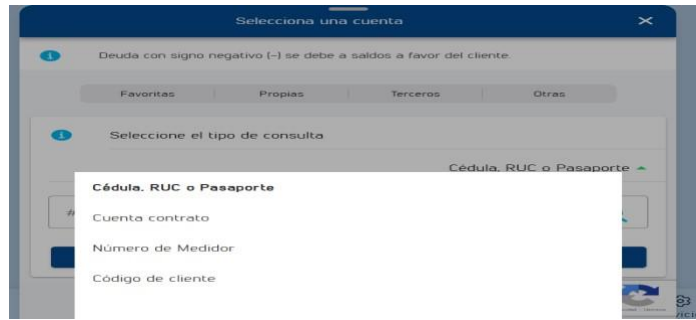 Selecciona una cuenta
Deuda con signo negativo (-) se debe a saldos a favor del cliente.
Favoritas Propias Terceros Otras
Seleccione el tipo de consulta
Cédula, RUC o Pasaporte
Cédula, RUC o Pasaporte
#
Cuenta contrato
Número de Medidor
Código de cliente